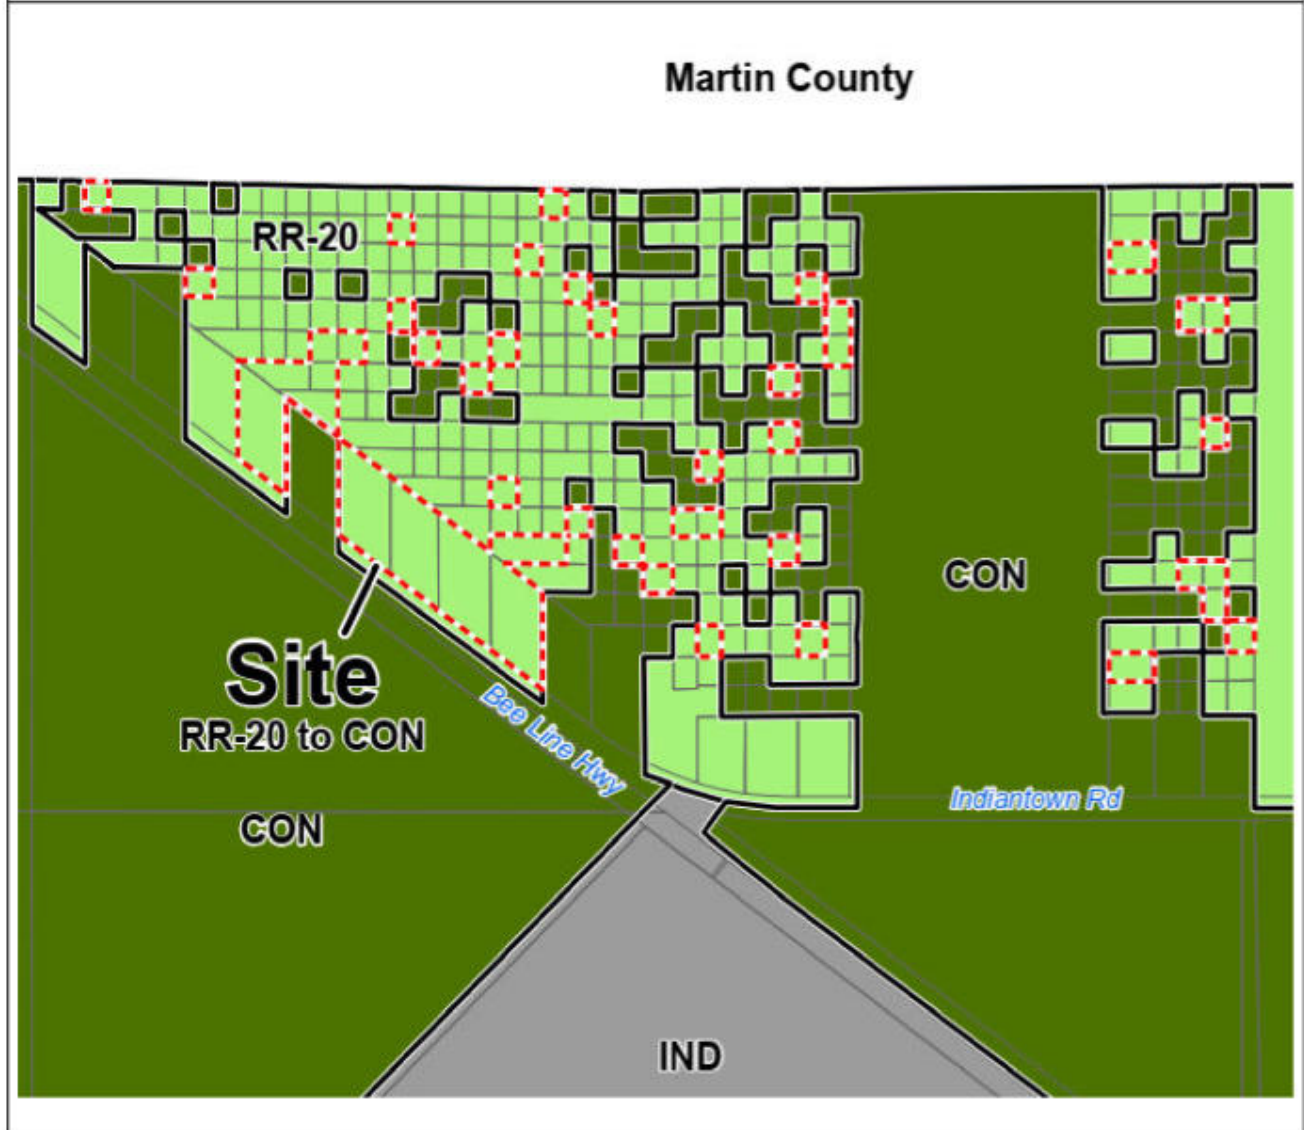 Martin County
RR-20
CON
Site
RR-20 to CON
Bee Line Hwy
Indiantown Rd
CON
IND